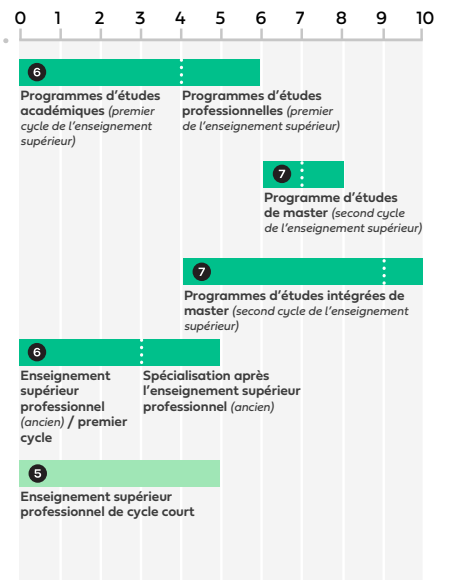 0 1 2 3 4 5 6 7 8 9 10
6
Programmes d'études
académiques (premier
cycle de l'enseignement
supérieur)
Programmes d'études
professionnelles (premier
de l'enseignement supérieur)
7
Programme d'études
de master (second cycle
de l'enseignement supérieur)
7
Programmes d'études intégrées de
master (second cycle de l'enseignement
supérieur)
6
Enseignement
supérieur
professionnel
(ancien) / premier
cycle
Spécialisation après
l'enseignement supérieur
professionnel (ancien)
5
Enseignement supérieur
professionnel de cycle court